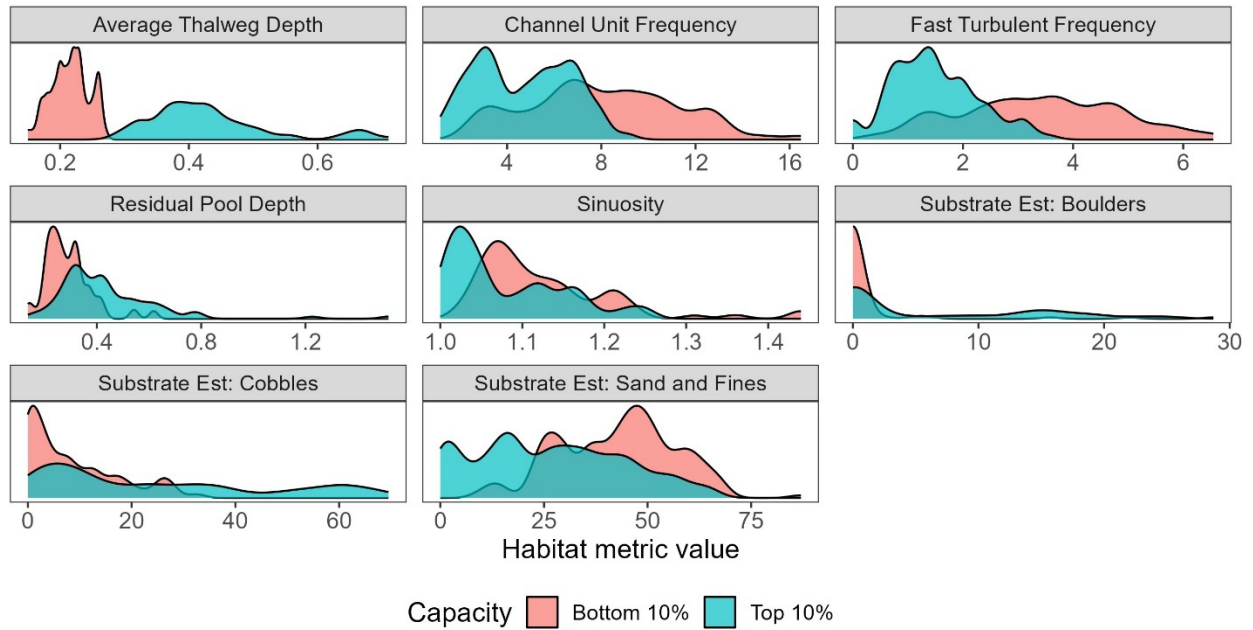 Average Thalweg Depth
Channel Unit Frequency
Fast Turbulent Frequency
0.2 0.4 0.6
4 8 12 16
0 2 4 6
Residual Pool Depth
Sinuosity
Substrate Est: Boulders
0.4 0.8 1.2
1.0 1.1 1.2 1.3 1.4
0 10 20 30
Substrate Est: Cobbles
Substrate Est: Sand and Fines
0 20 40 60
0 25 50 75
Habitat metric value
Capacity Bottom 10% Top 10%